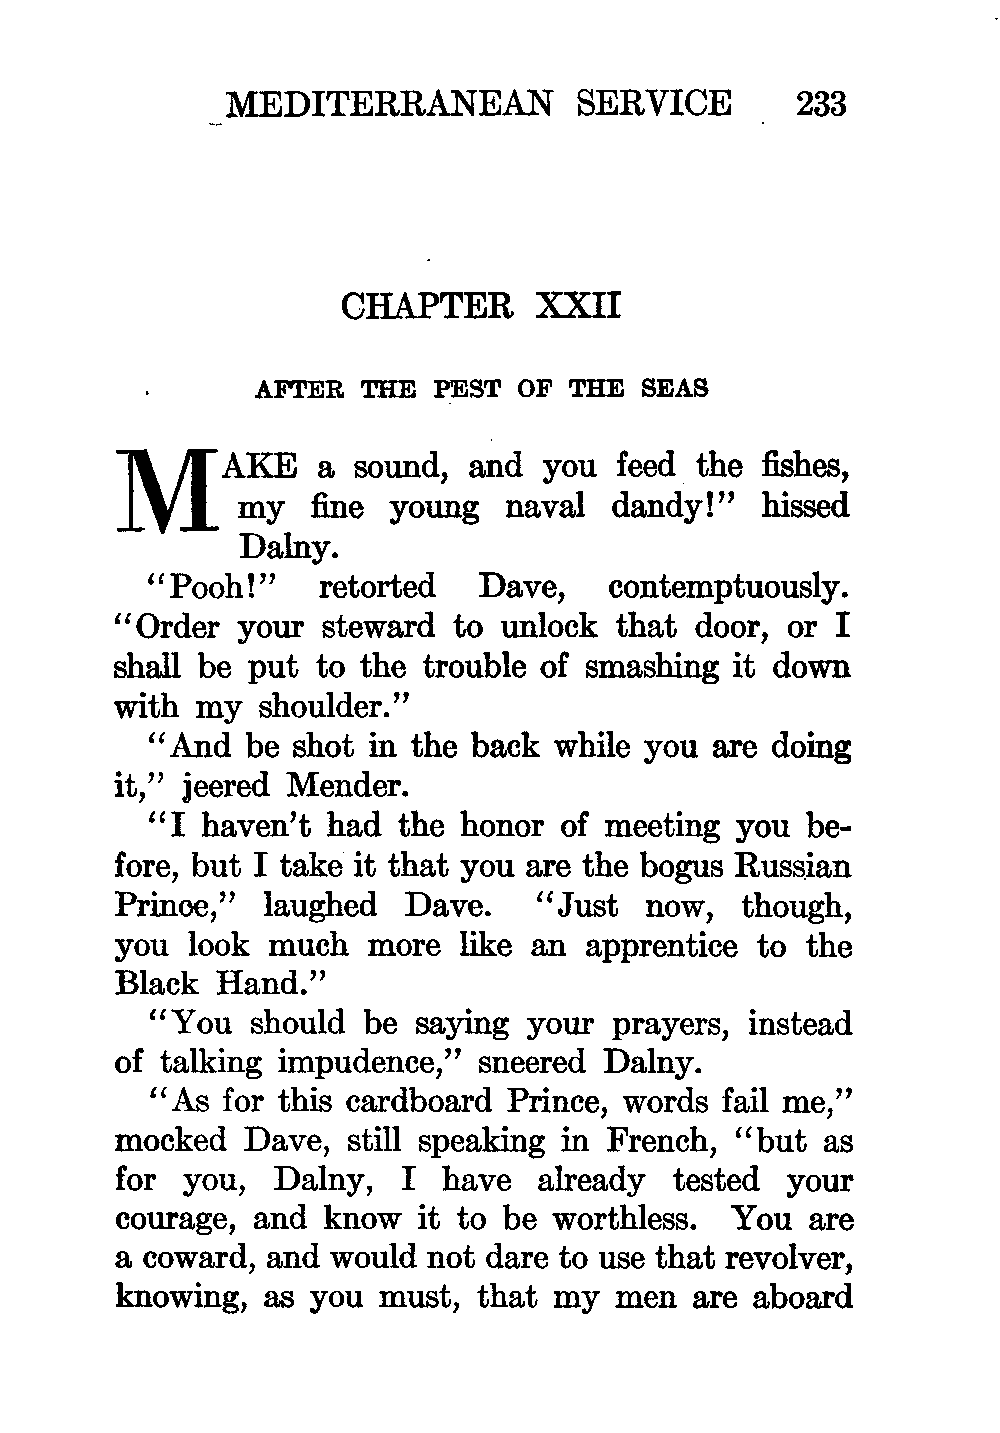 MEDITERRANEAN SERVICE 233
CHAPTER XXII
AFTER THE PEST OF THE SEAS
MAKE a sound, and you feed the fishes,
my fine young naval dandy!" hissed
Dalny.
"Pooh!" retorted Dave, contemptuously.
"Order your steward to unlock that door, or I
shall be put to the trouble of smashing it down
with my shoulder."
"And be shot in the back while you are doing
it," jeered Mender.
"I haven't had the honor of meeting you be-
fore, but I take it that you are the bogus Russian
Prince," laughed Dave. "Just now, though,
you look much more like an apprentice to the
Black Hand."
"You should be saying your prayers, instead
of talking impudence," sneered Dalny.
"As for this cardboard Prince, words fail me,"
mocked Dave, still speaking in French, "but as
for you, Dalny, I have already tested your
courage, and know it to be worthless. You are
a coward, and would not dare to use that revolver,
knowing, as you must, that my men are aboard